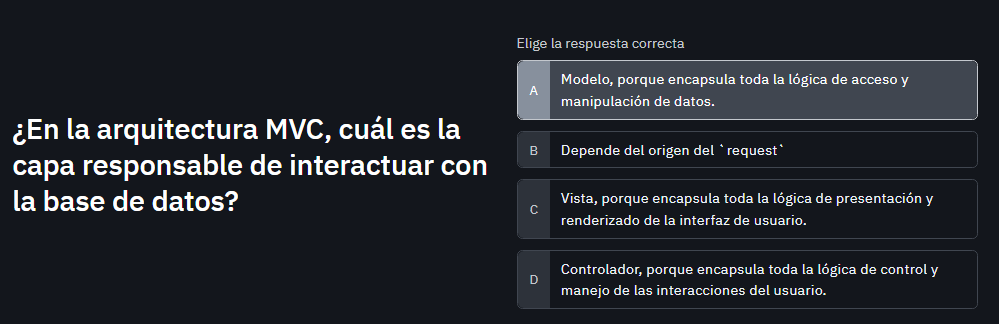 ¿En la arquitectura MVC, cuál es la
capa responsable de interactuar con
la base de datos?
Elige la respuesta correcta
A
Modelo, porque encapsula toda la lógica de acceso y
manipulación de datos.
B
Depende del origen del `request`
C
Vista, porque encapsula toda la lógica de presentación y
renderizado de la interfaz de usuario.
D
Controlador, porque encapsula toda la lógica de control y
manejo de las interacciones del usuario.